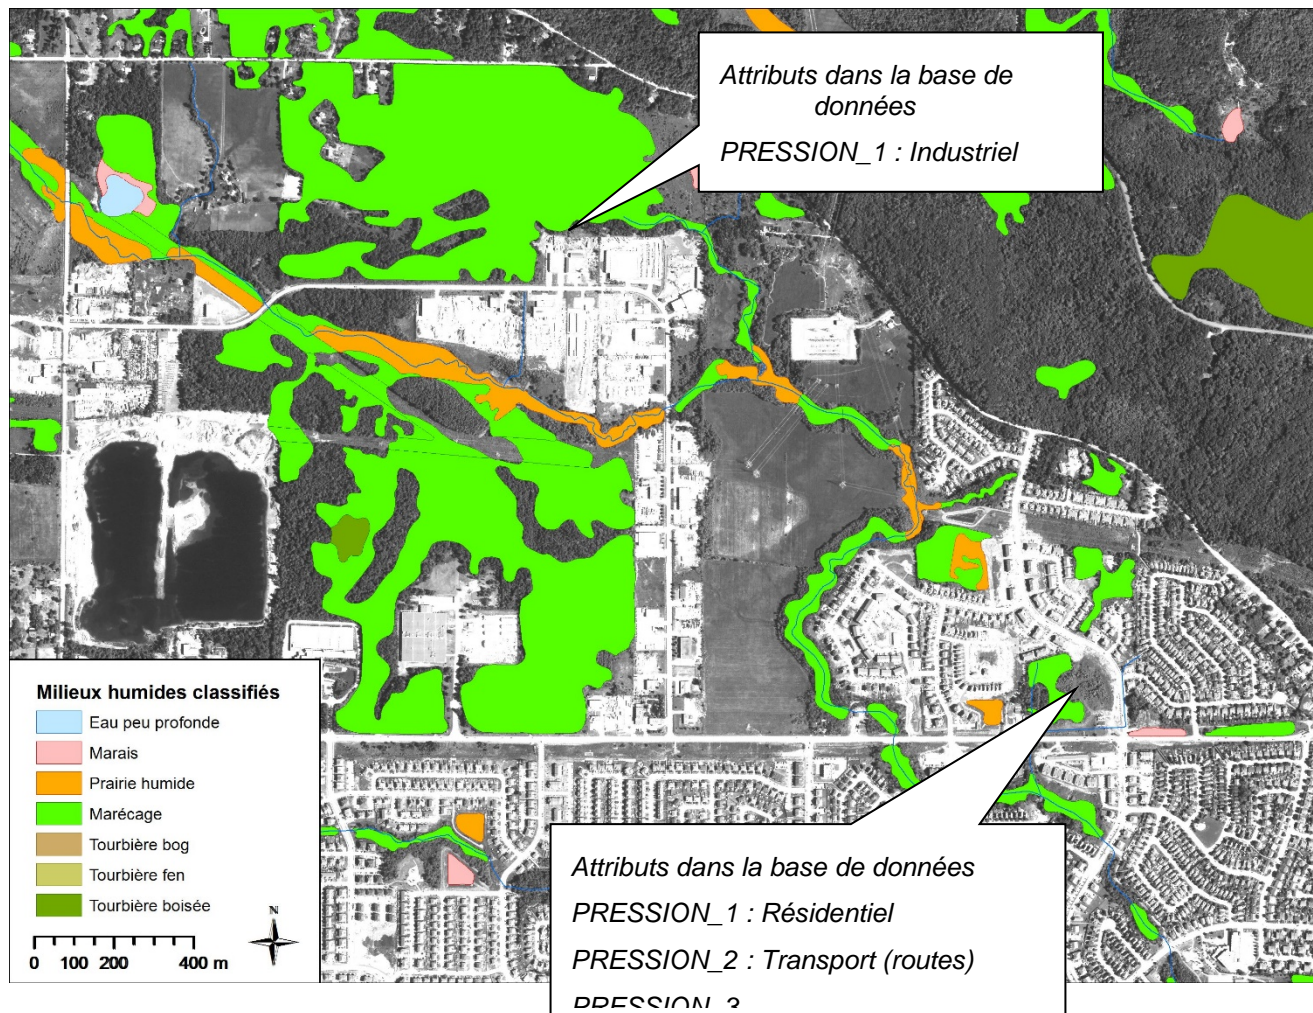 Attributs dans la base de
données
PRESSION_1 : Industriel
Milieux humides classifiés
Eau peu profonde
Marais
Prairie humide
Marécage
Tourbière bog
Tourbière fen
Tourbière boisée
N
0 100 200 400 m
Attributs dans la base de données
PRESSION_1 : Résidentiel
PRESSION_2 : Transport (routes)
PRESSION_3